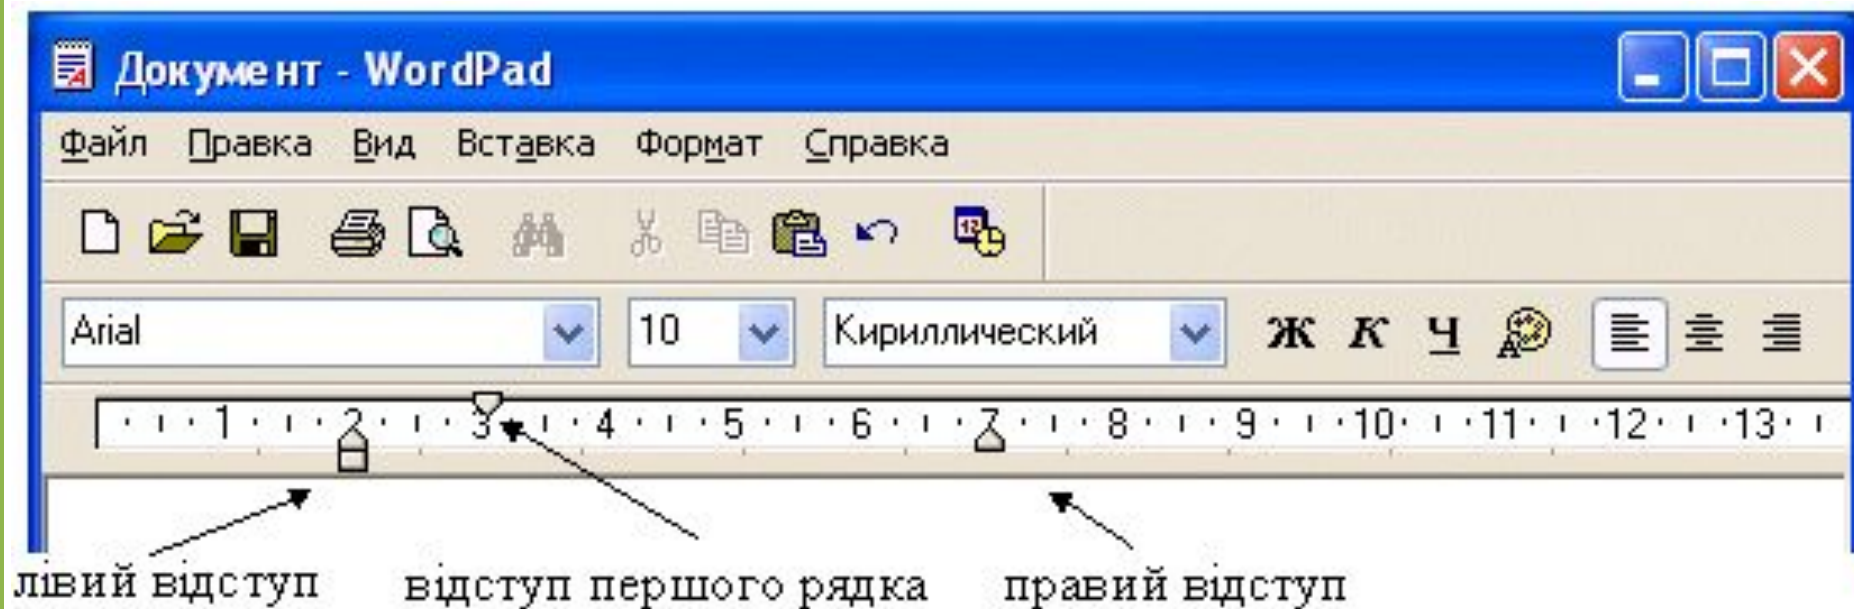 Документ - WordPad
Файл Правка Вид Вставка Формат Справка
12
Arial 10 Кириллический Ж К Ч А
1 2 3 4 5 6 7 8 9 10 11 12 13
лівий відступ відступ першого рядка правий відступ